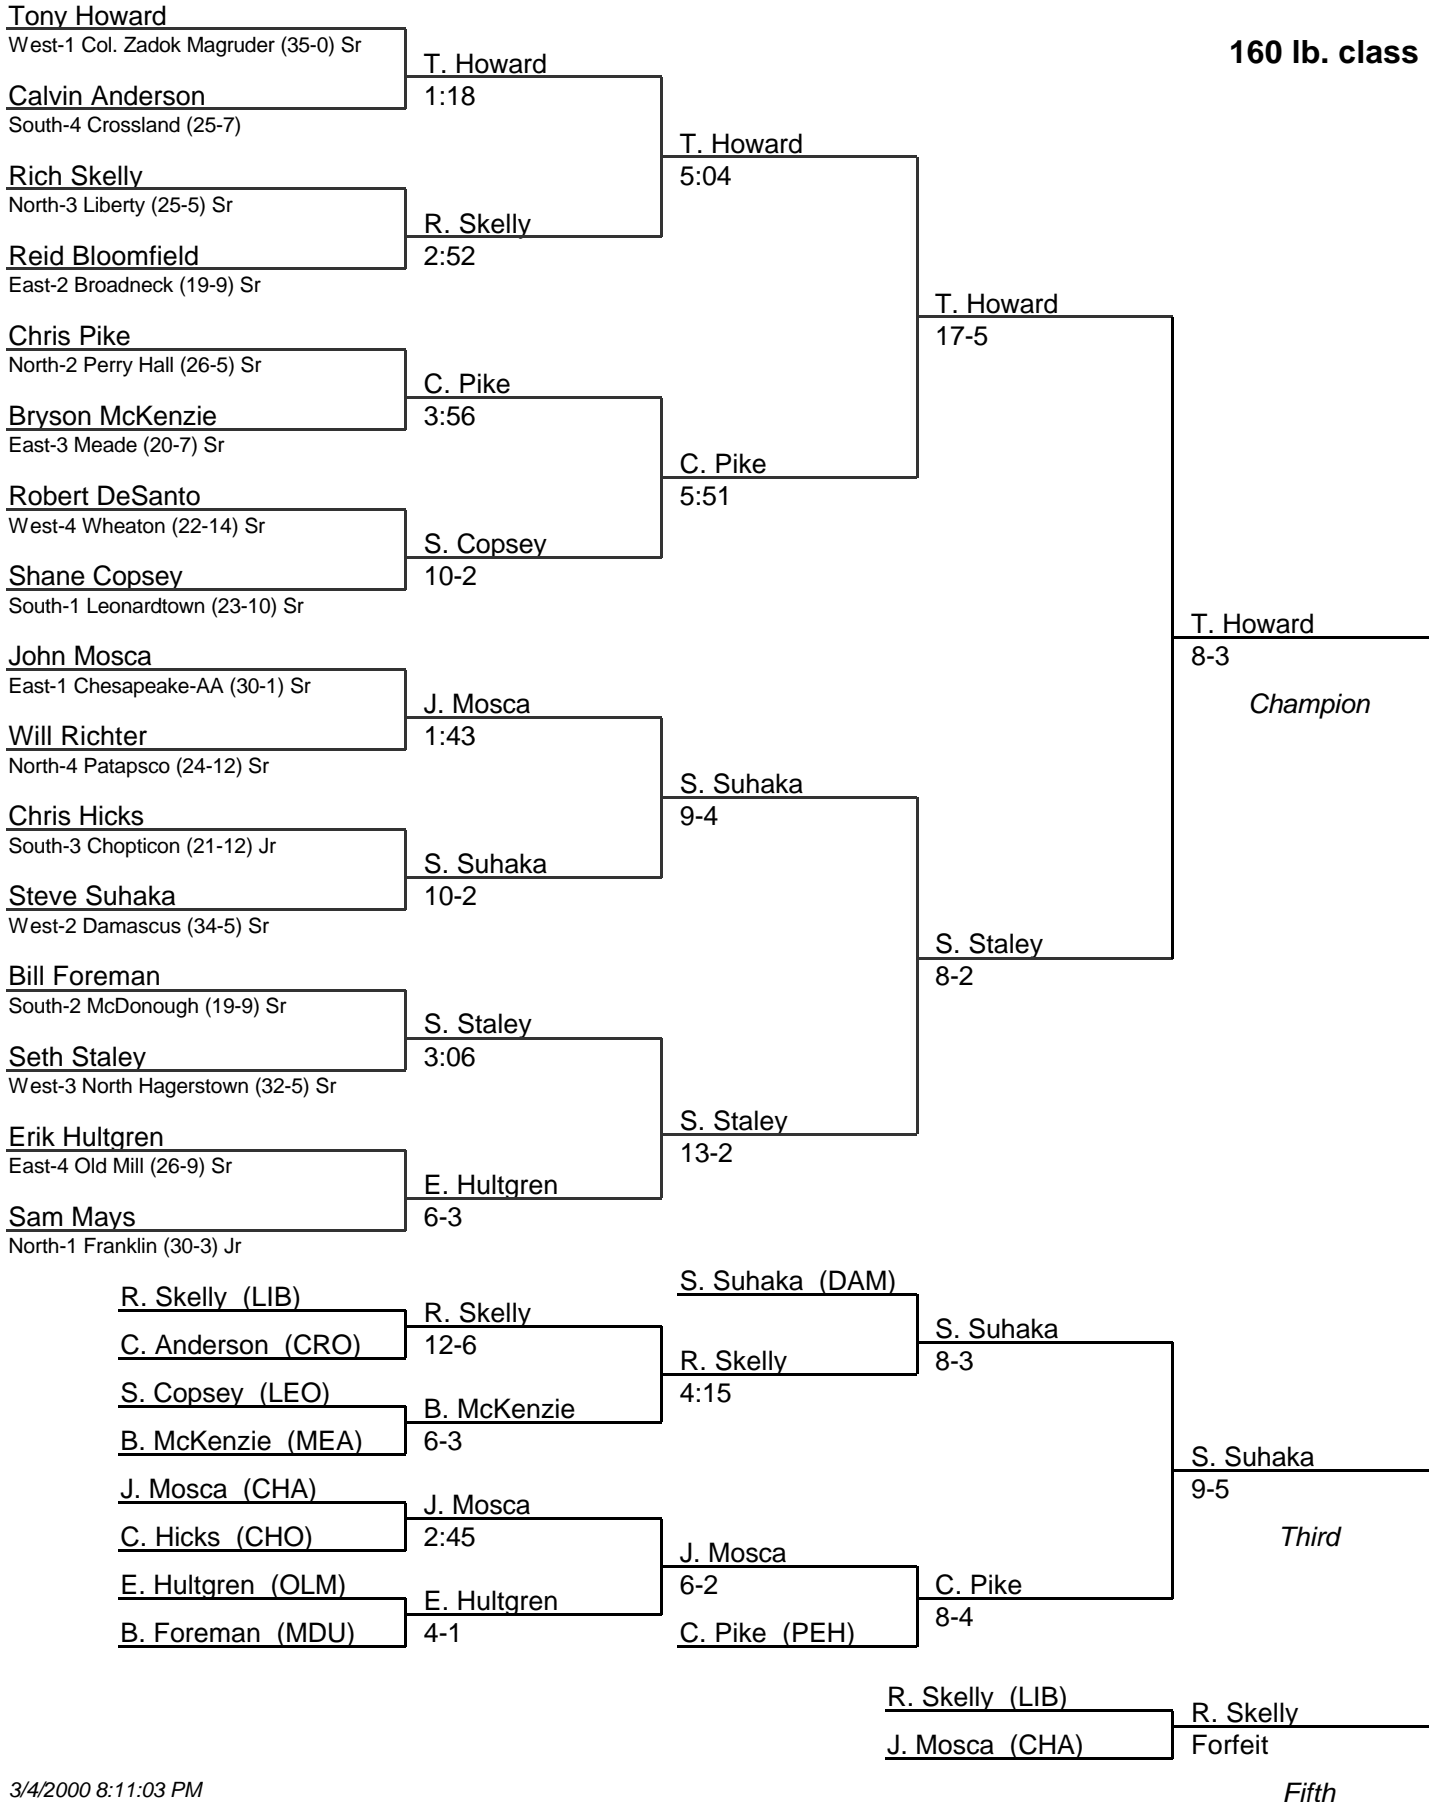 160 lb. class
Tony Howard
West-1 Col. Zadok Magruder (35-0) Sr
Calvin Anderson
South-4 Crossland (25-7)
Rich Skelly
North-3 Liberty (25-5) Sr
Reid Bloomfield
East-2 Broadneck (19-9) Sr
Chris Pike
North-2 Perry Hall (26-5) Sr
Bryson McKenzie
East-3 Meade (20-7) Sr
Robert DeSanto
West-4 Wheaton (22-14) Sr
Shane Copsey
South-1 Leonardtown (23-10) Sr
John Mosca
East-1 Chesapeake-AA (30-1) Sr
Will Richter
North-4 Patapsco (24-12) Sr
Chris Hicks
South-3 Chopticon (21-12) Jr
Steve Suhaka
West-2 Damascus (34-5) Sr
Bill Foreman
South-2 McDonough (19-9) Sr
Seth Staley
West-3 North Hagerstown (32-5) Sr
Erik Hultgren
East-4 Old Mill (26-9) Sr
Sam Mays
North-1 Franklin (30-3) Jr
T. Howard
1:18
R. Skelly
2:52
C. Pike
3:56
S. Copsey
10-2
J. Mosca
1:43
S. Suhaka
10-2
S. Staley
3:06
E. Hultgren
6-3
T. Howard
5:04
C. Pike
5:51
S. Suhaka
9-4
S. Staley
13-2
T. Howard
17-5
S. Staley
8-2
T. Howard
8-3
Champion
R. Skelly (LIB)
C. Anderson (CRO)
S. Copsey (LEO)
B. McKenzie (MEA)
J. Mosca (CHA)
C. Hicks (CHO)
E. Hultgren (OLM)
B. Foreman (MDU)
R. Skelly
12-6
B. McKenzie
6-3
J. Mosca
2:45
E. Hultgren
4-1
S. Suhaka (DAM)
R. Skelly
4:15
J. Mosca
6-2
C. Pike (PEH)
S. Suhaka
8-3
C. Pike
8-4
S. Suhaka
9-5
Third
R. Skelly (LIB)
J. Mosca (CHA)
R. Skelly
Forfeit
Fifth
3/4/2000 8:11:03 PM